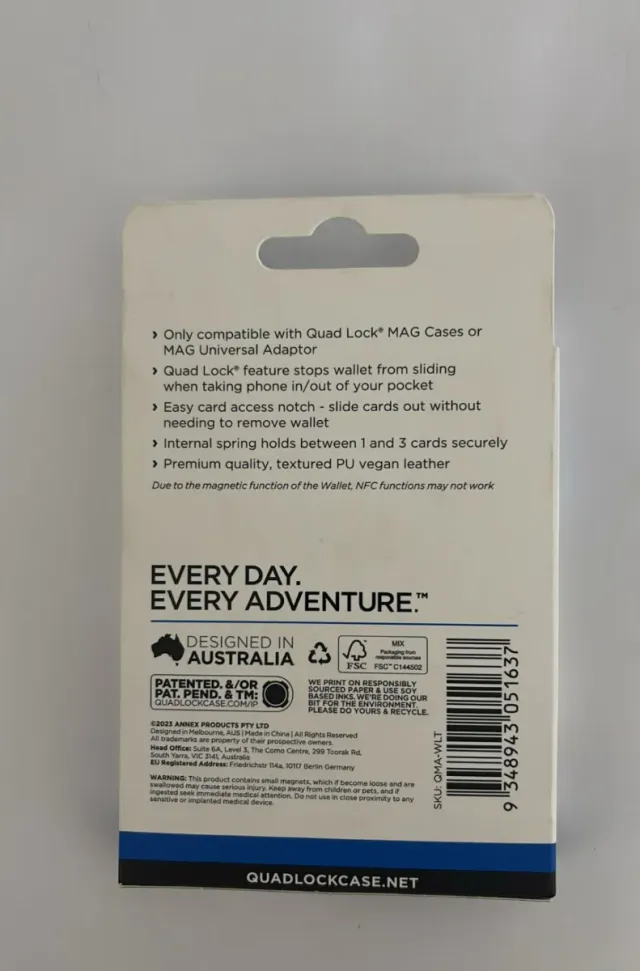 › Only compatible with Quad Lock® MAG Cases or
MAG Universal Adaptor
› Quad Lock® feature stops wallet from sliding
when taking phone in/out of your pocket
› Easy card access notch - slide cards out without
needing to remove wallet
› Internal spring holds between 1 and 3 cards securely
› Premium quality, textured PU vegan leather
Due to the magnetic function of the Wallet, NFC functions may not work
EVERY DAY.
EVERY ADVENTURE.™
DESIGNED IN
AUSTRALIA
FSC
MIX
Packaging from
responsible sources
FSC™ C144502
PATENTED. &/OR
PAT. PEND. & TM:
QUADLOCKCASE.COM/IP
WE PRINT ON RESPONSIBLY
SOURCED PAPER & USE SOY
BASED INKS. WE'RE DOING OUR
BIT FOR THE ENVIRONMENT.
PLEASE DO YOURS & RECYCLE.
©2023 ANNEX PRODUCTS PTY LTD
Designed in Melbourne, AUS | Made in China | All Rights Reserved
All trademarks are property of their prospective owners.
Head Office: Suite 6A, Level 3, The Como Centre, 299 Toorak Rd,
South Yarra, VIC 3141, Australia
EU Registered Address: Friedrichstr 114a, 10117 Berlin Germany
WARNING: This product contains small magnets, which if become loose and are
swallowed may cause serious injury. Keep away from children or pets, and if
ingested seek immediate medical attention. Do not use in close proximity to any
sensitive or implanted medical device.
SKU: QMA-WLT
9 348943 051637
QUADLOCKCASE.NET